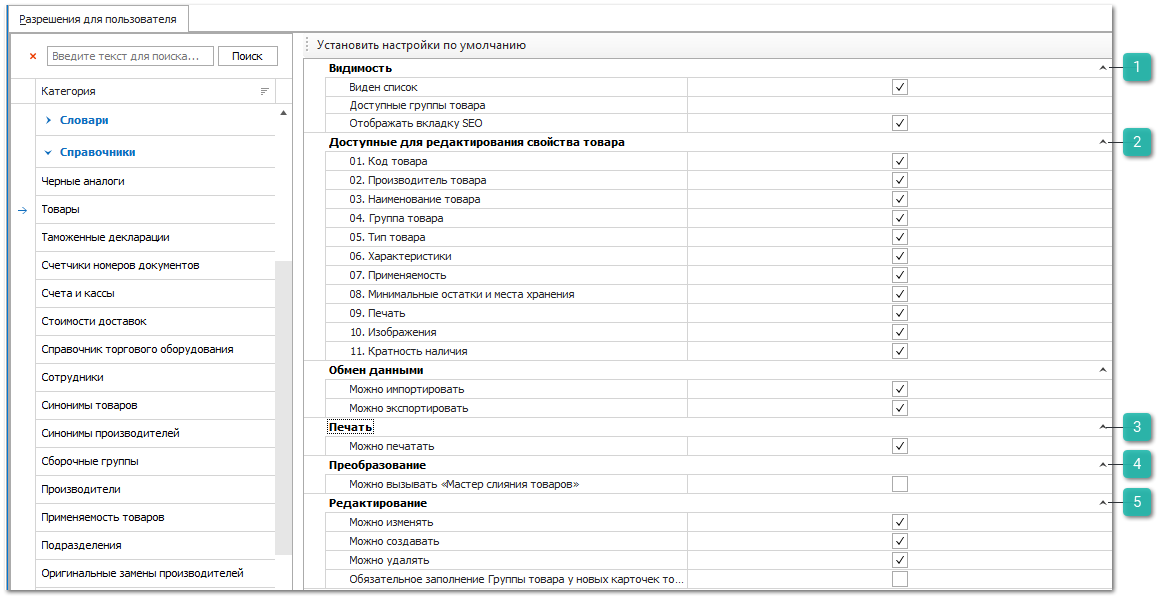 Разрешения для пользователя
Введите текст для поиска...
Поиск
Категория
Словари
Справочники
Черные аналоги
Товары
Таможенные декларации
Счетчики номеров документов
Счета и кассы
Стоимости доставок
Справочник торгового оборудования
Сотрудники
Синонимы товаров
Синонимы производителей
Сборочные группы
Производители
Применяемость товаров
Подразделения
Оригинальные замены производителей
Установить настройки по умолчанию
Видимость
1
Виден список
Доступные группы товара
Отображать вкладку SEO
Доступные для редактирования свойства товара
2
01. Код товара
02. Производитель товара
03. Наименование товара
04. Группа товара
05. Тип товара
06. Характеристики
07. Применяемость
08. Минимальные остатки и места хранения
09. Печать
10. Изображения
11. Кратность наличия
Обмен данными
Можно импортировать
Можно экспортировать
Печать
3
Можно печатать
Преобразование
4
Можно вызывать «Мастер слияния товаров»
Редактирование
5
Можно изменять
Можно создавать
Можно удалять
Обязательное заполнение Группы товара у новых карточек то...